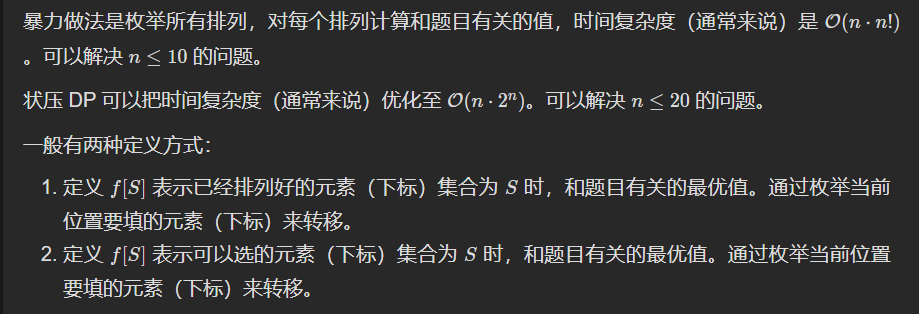 暴力做法是枚举所有排列，对每个排列计算和题目有关的值，时间复杂度（通常来说）是 𝒪(n · n!)
。可以解决 n ≤ 10 的问题。
状压 DP 可以把时间复杂度（通常来说）优化至 𝒪(n · 2ⁿ)。可以解决 n ≤ 20 的问题。
一般有两种定义方式：
1. 定义 f[S] 表示已经排列好的元素（下标）集合为 S 时，和题目有关的最优值。通过枚举当前
位置要填的元素（下标）来转移。
2. 定义 f[S] 表示可以选的元素（下标）集合为 S 时，和题目有关的最优值。通过枚举当前位置
要填的元素（下标）来转移。